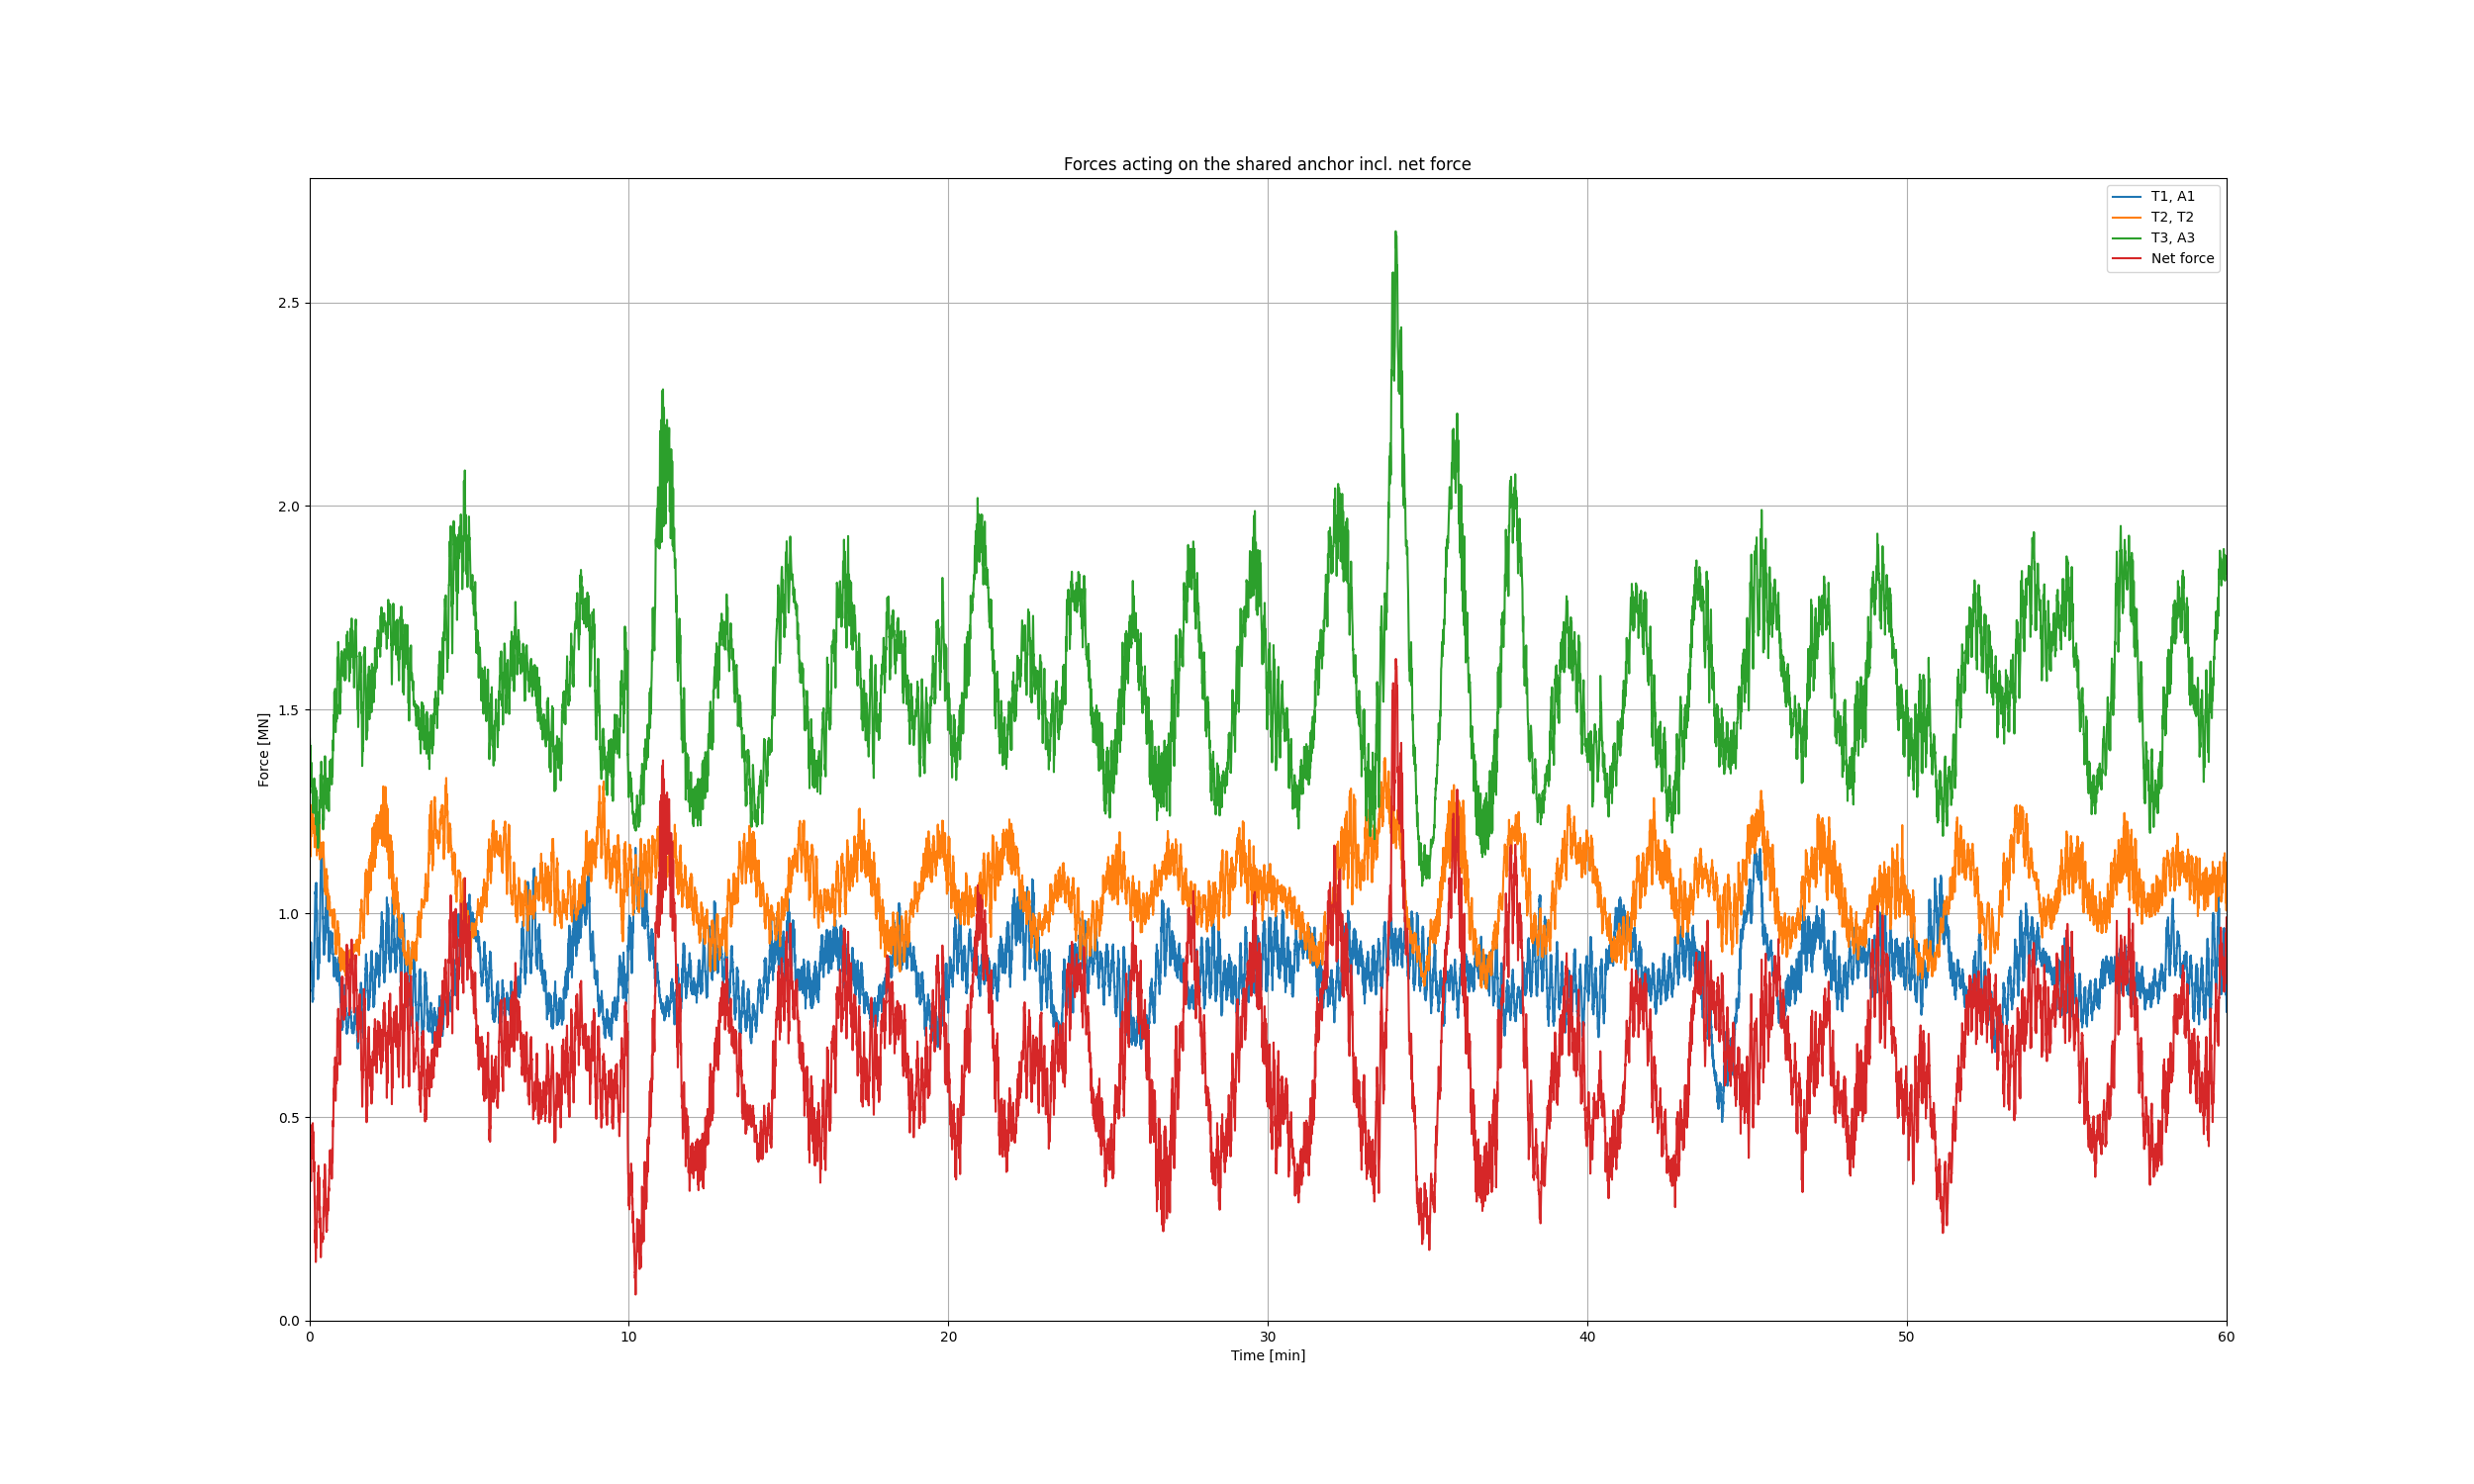 Forces acting on the shared anchor incl. net force
T1, A1
T2, T2
T3, A3
Net force
Force [MN]
2.5
2.0
1.5
1.0
0.5
0.0
0 10 20 30 40 50 60
Time [min]